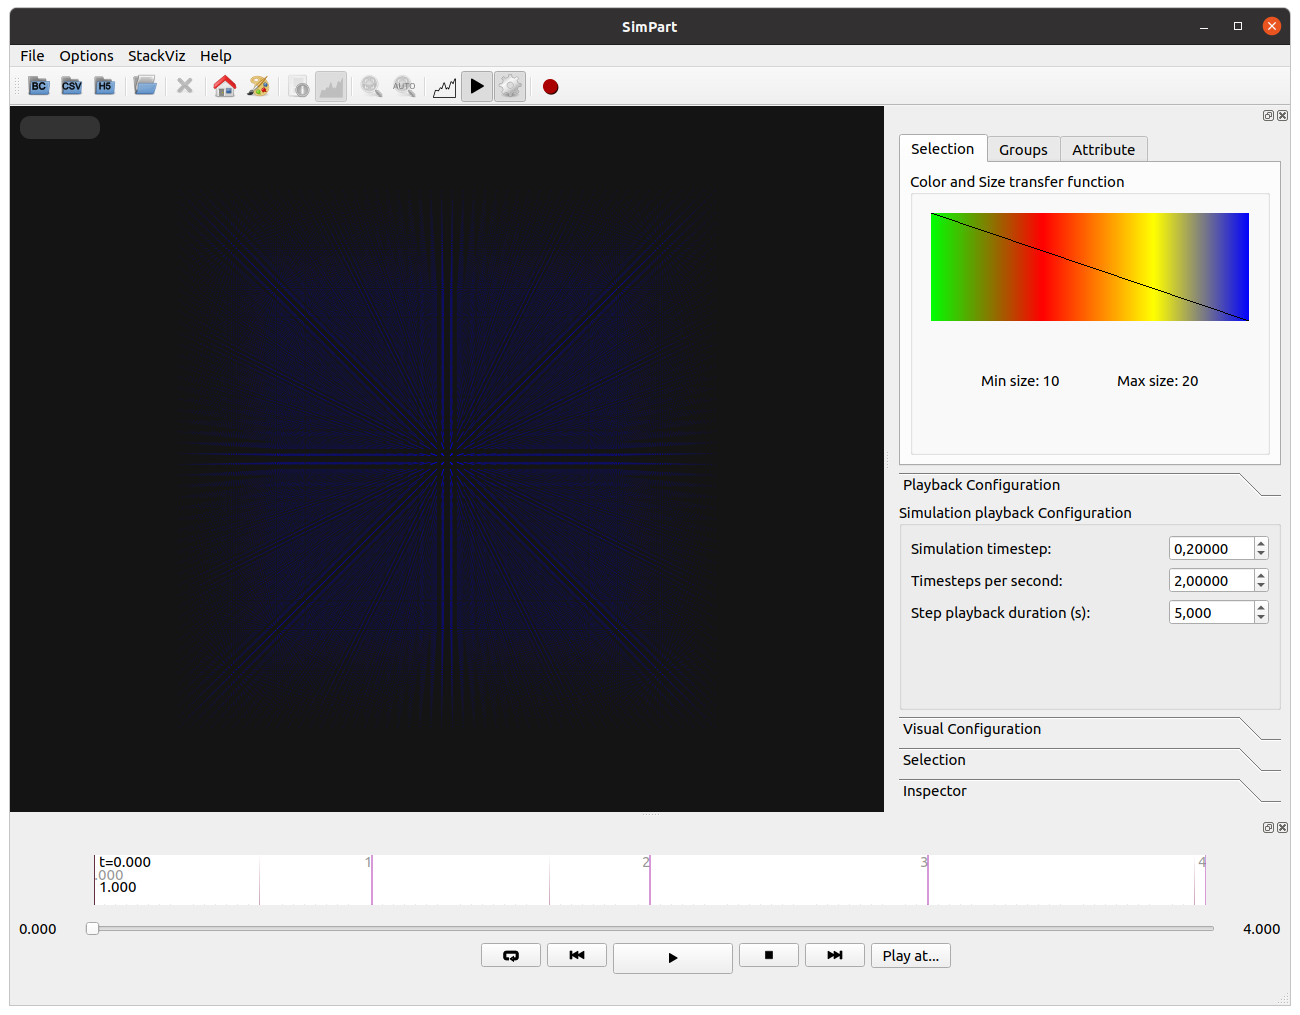 SimPart
File Options StackViz Help
BC CSV H5 AUTO
Selection Groups Attribute
Color and Size transfer function
Min size: 10 Max size: 20
Playback Configuration
Simulation playback Configuration
Simulation timestep: 0,20000
Timesteps per second: 2,00000
Step playback duration (s): 5,000
Visual Configuration
Selection
Inspector
t=0.000 1 2 3 4
.000
1.000
0.000 4.000
Play at...